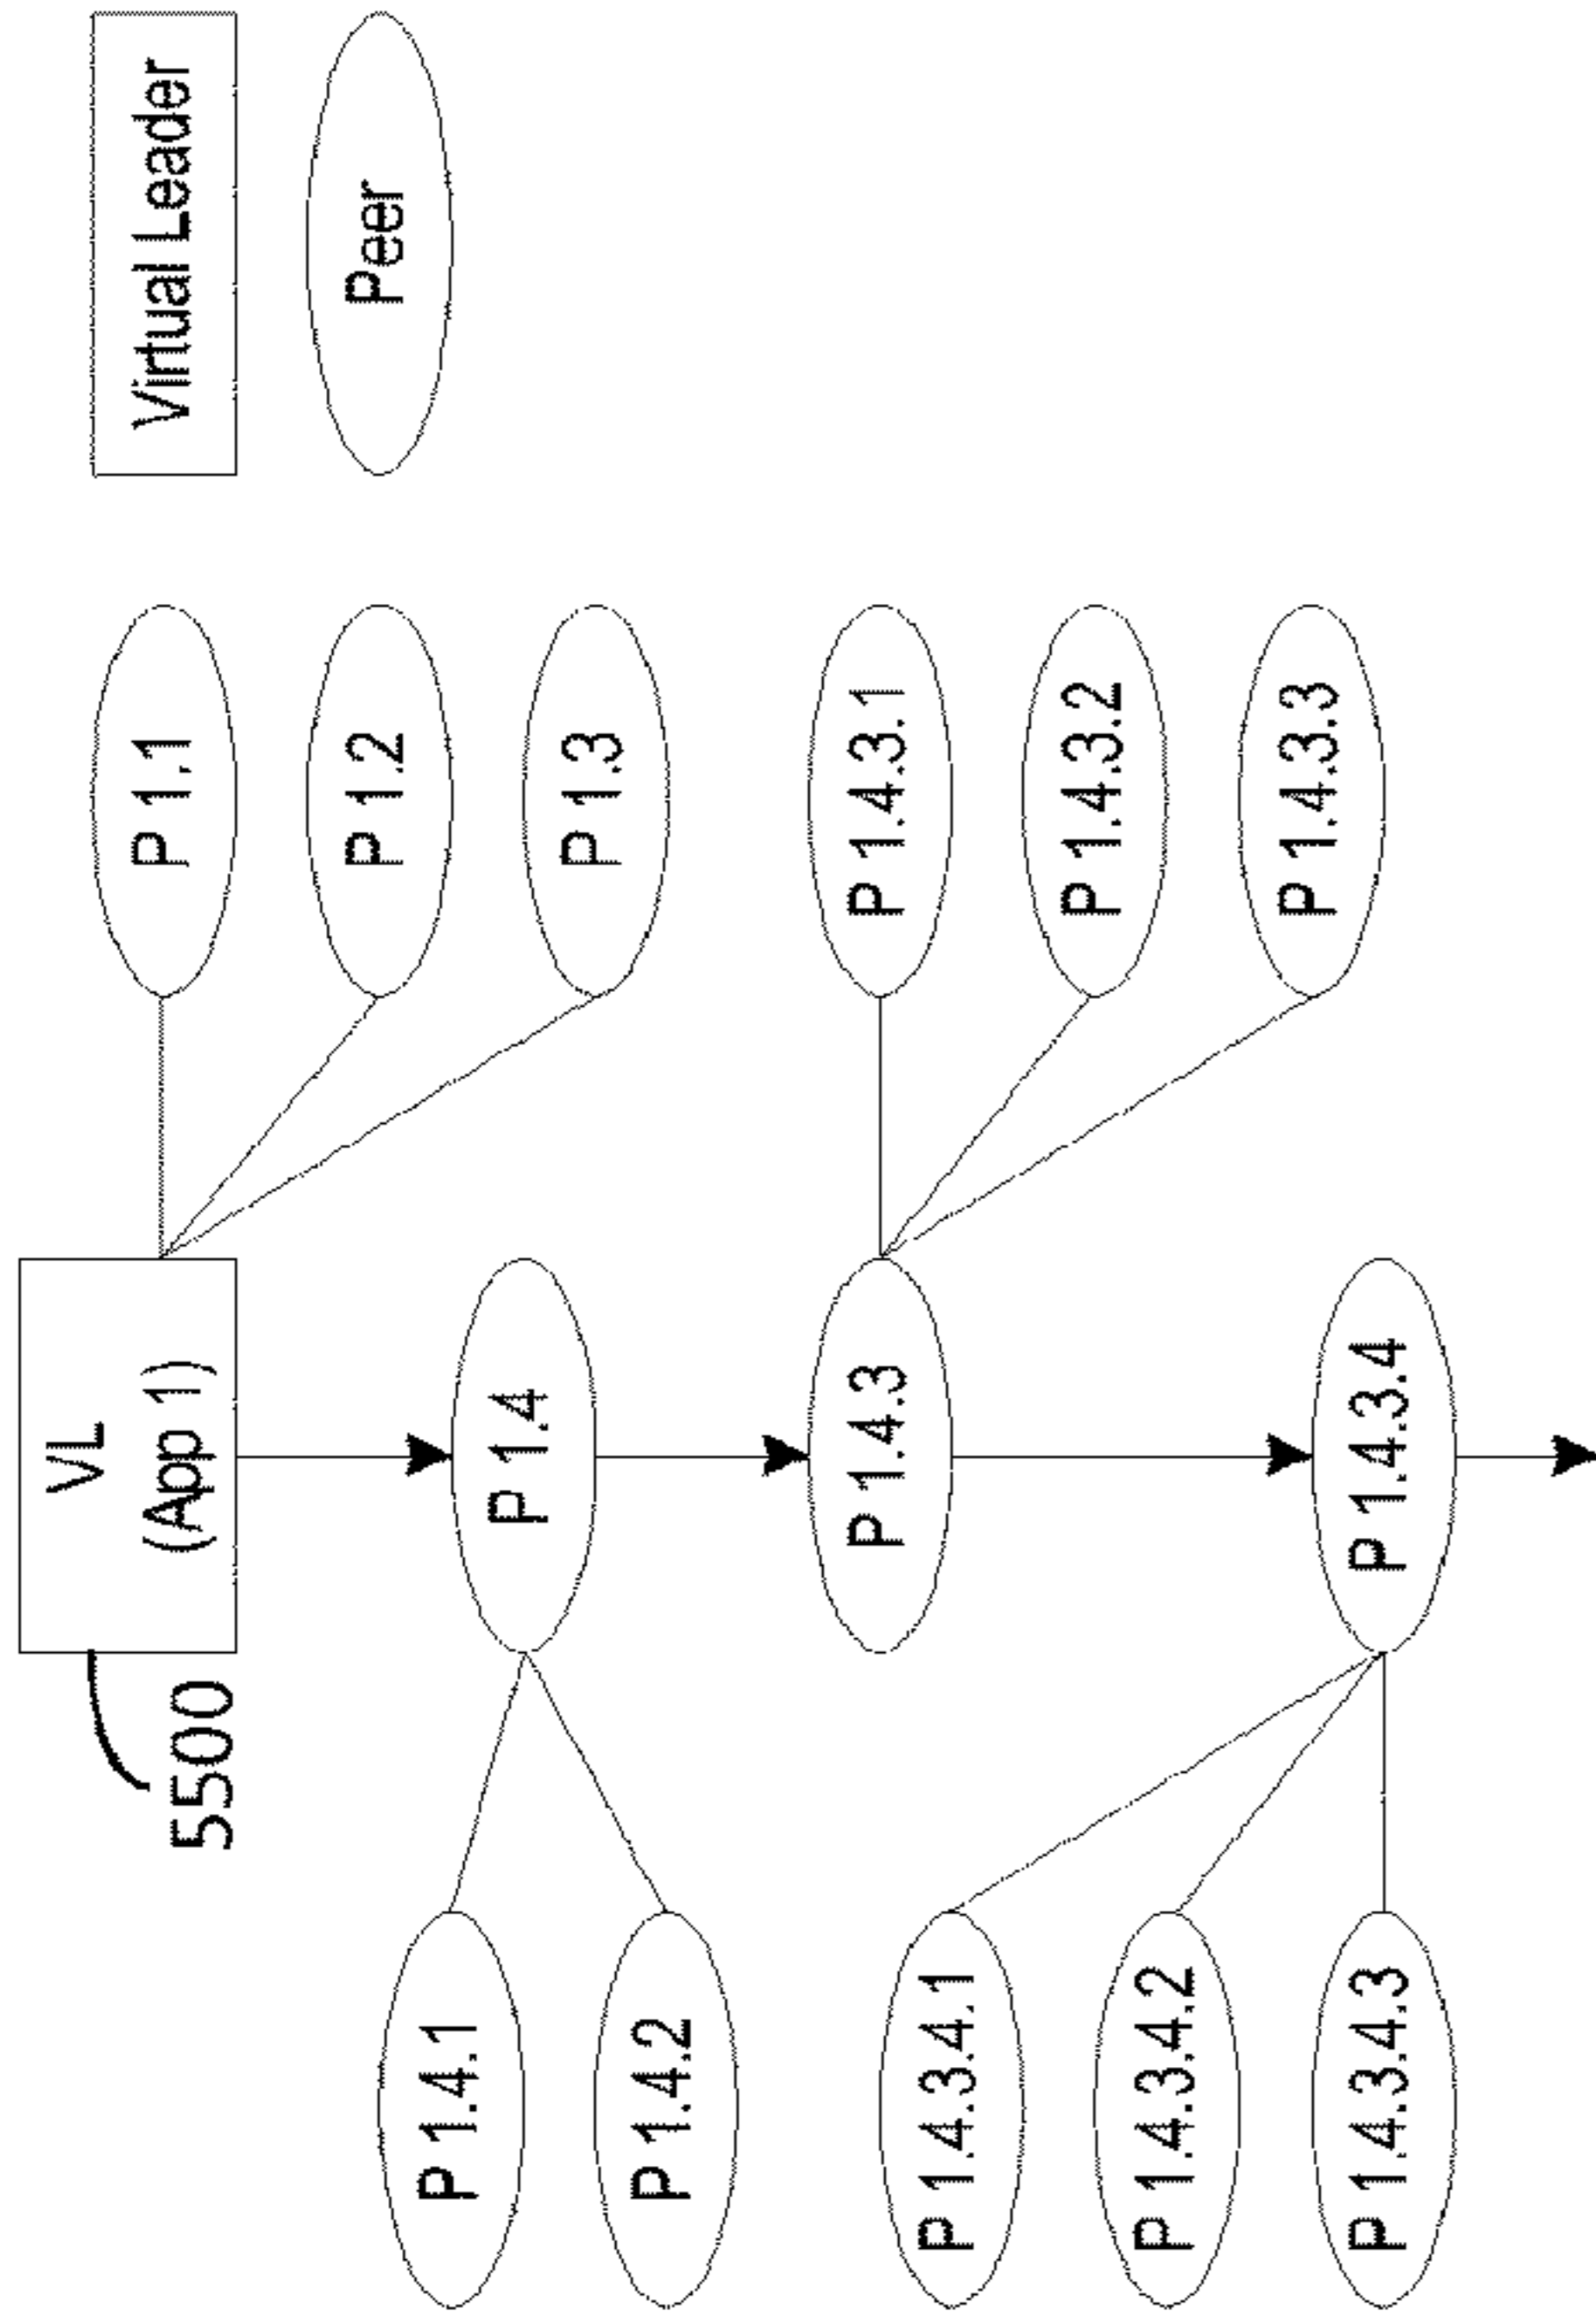 VL
(App 1)
5500
P 1.1
Virtual Leader
P 1.2
Peer
P 1.4.1
P 1.4
P 1.3
P 1.4.2
P 1.4.3
P 1.4.3.1
P 1.4.3.4.1
P 1.4.3.2
P 1.4.3.4.2
P 1.4.3.3
P 1.4.3.4.3
P 1.4.3.4